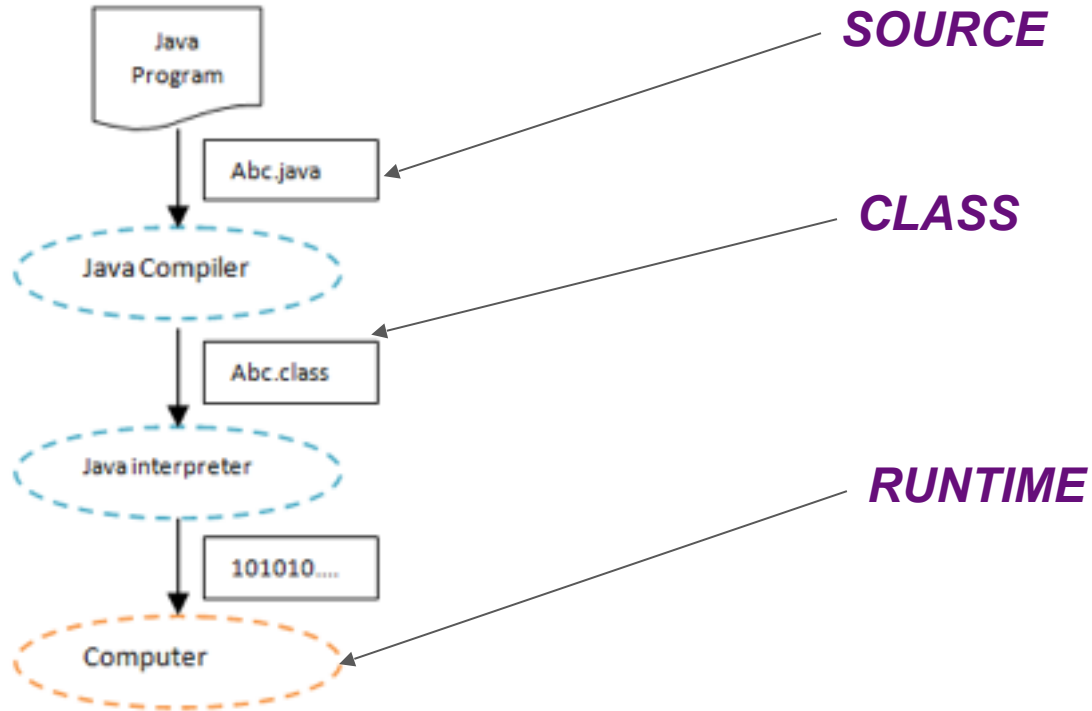 Java
Program
SOURCE
Abc.java
CLASS
Java Compiler
Abc.class
Java interpreter
RUNTIME
101010....
Computer